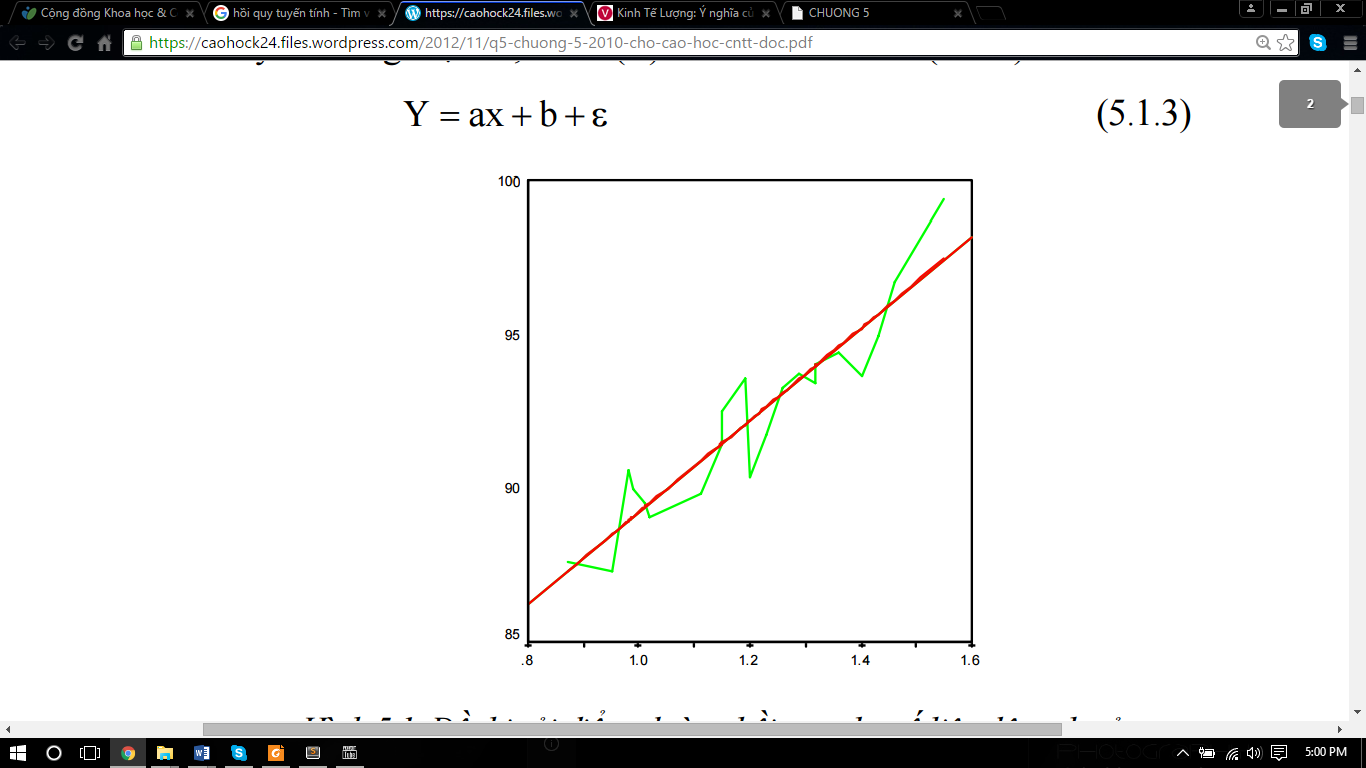 Cộng đồng Khoa học & C
hồi quy tuyến tính - Tìm v
https://caohock24.files.wo
Kinh Tế Lượng: Ý nghĩa củ
CHUONG 5
https://caohock24.files.wordpress.com/2012/11/q5-chuong-5-2010-cho-cao-hoc-cntt-doc.pdf
2
Y = ax + b + ε (5.1.3)
100
95
90
85
.8 1.0 1.2 1.4 1.6
5:00 PM